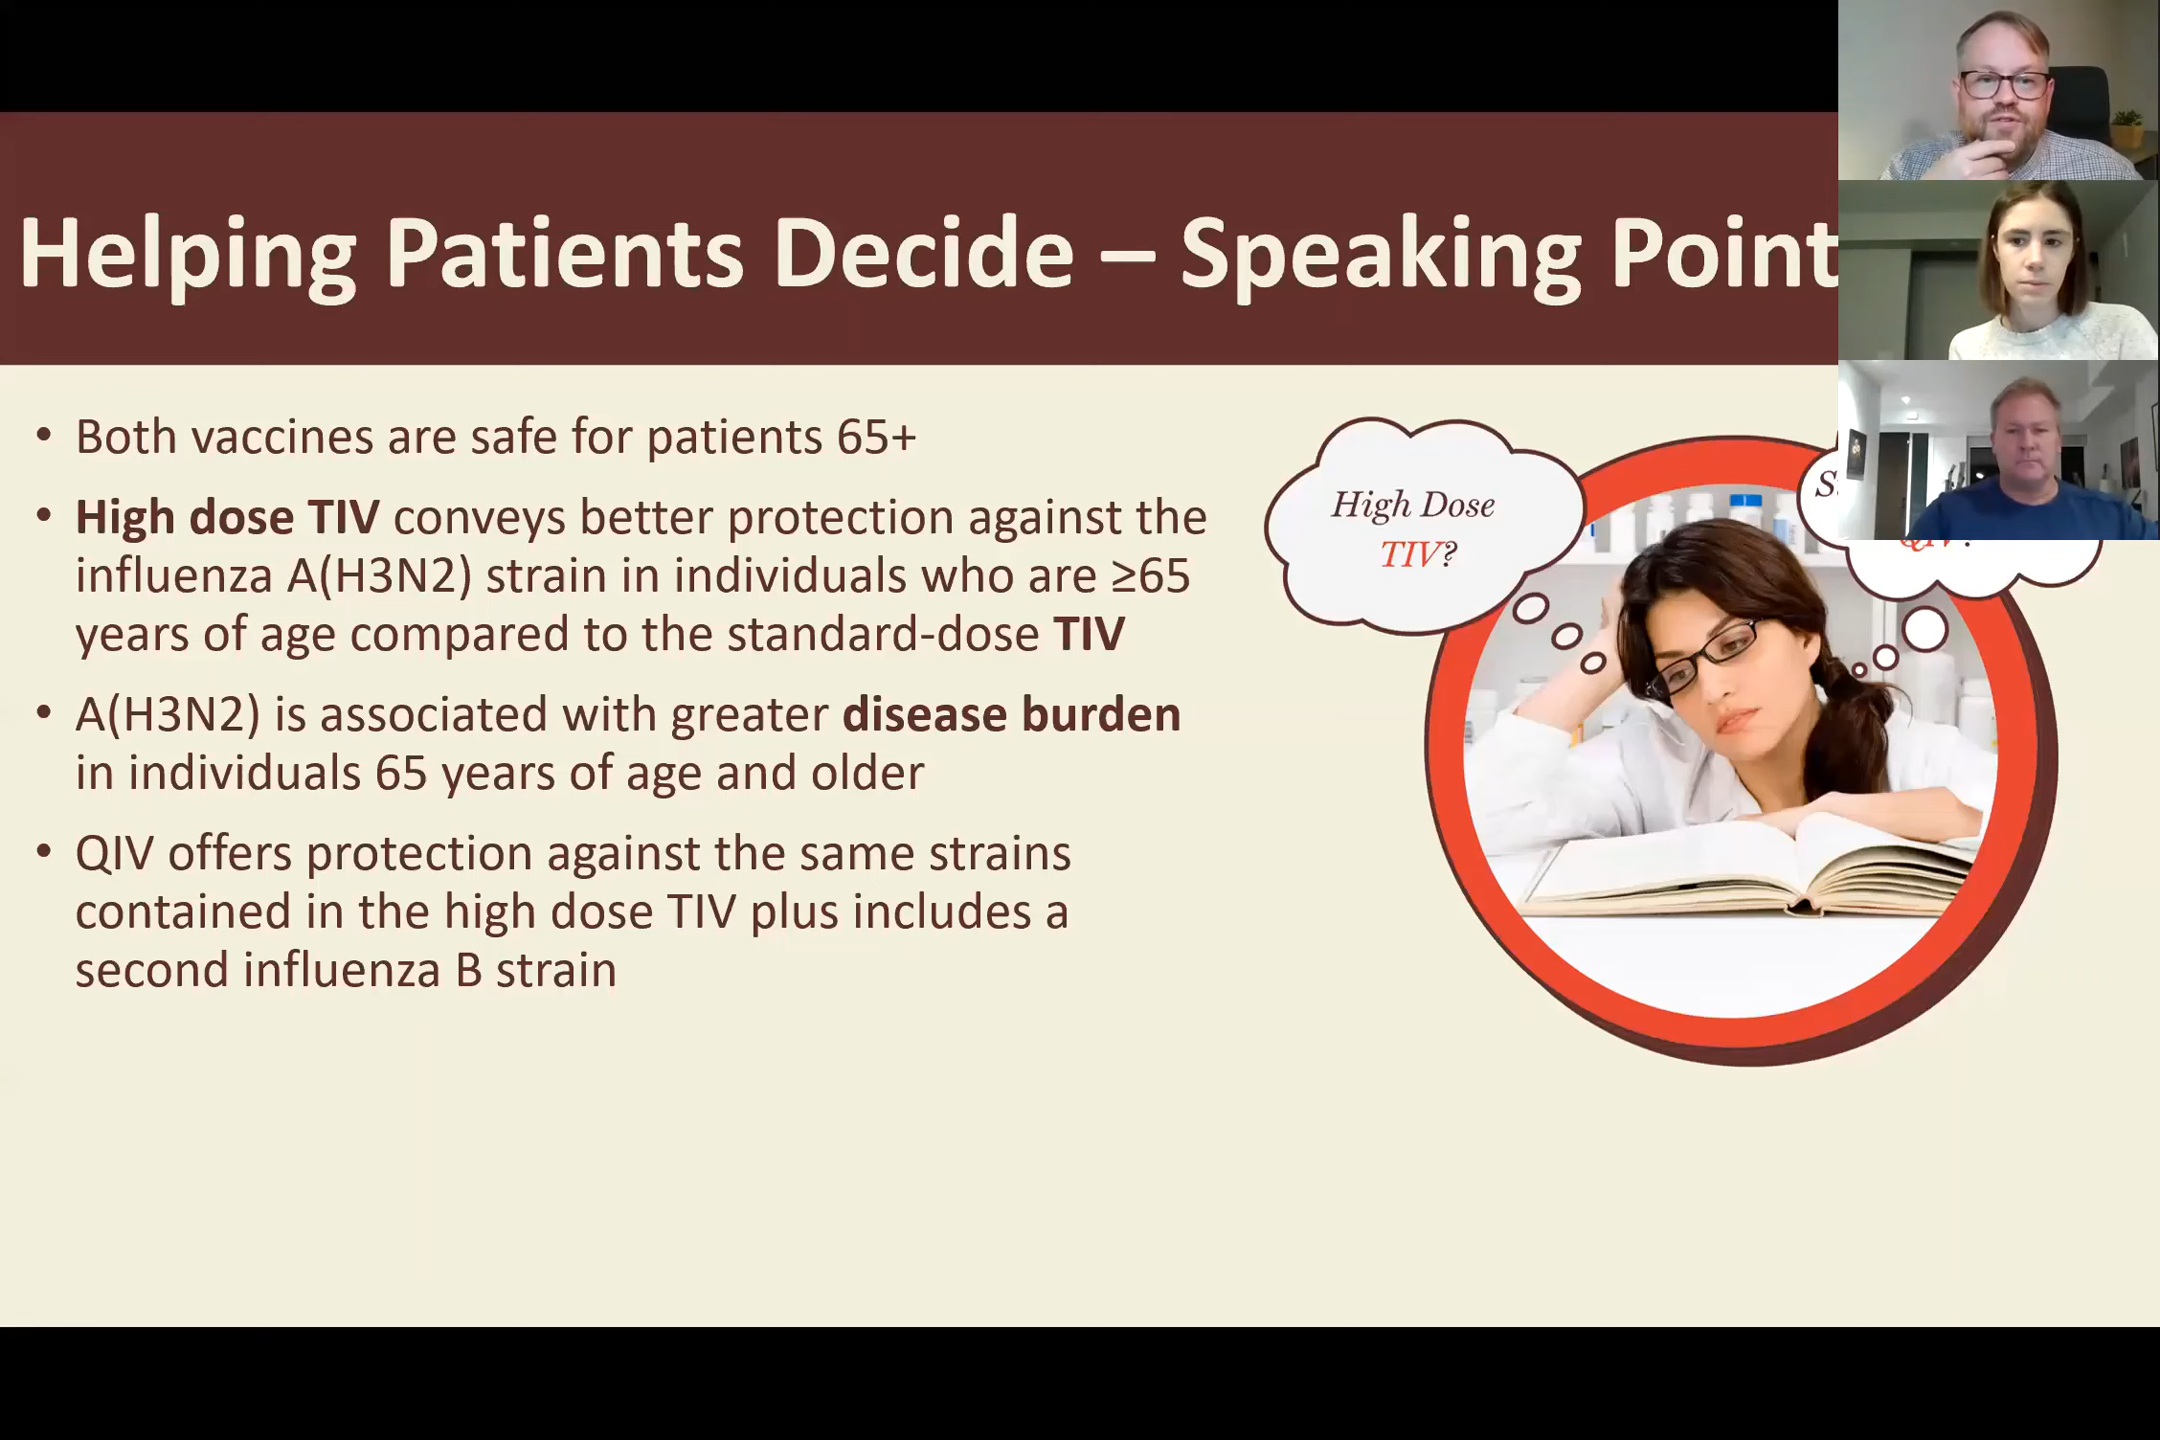 Helping Patients Decide – Speaking Point
• Both vaccines are safe for patients 65+
• High dose TIV conveys better protection against the
influenza A(H3N2) strain in individuals who are ≥65
years of age compared to the standard-dose TIV
• A(H3N2) is associated with greater disease burden
in individuals 65 years of age and older
• QIV offers protection against the same strains
contained in the high dose TIV plus includes a
second influenza B strain
High Dose
TIV?